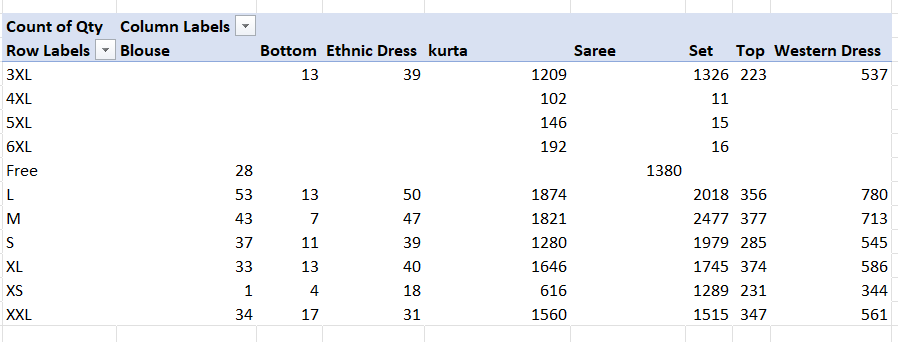 Count of Qty Column Labels
Row Labels Blouse Bottom Ethnic Dress kurta Saree Set Top Western Dress
3XL 13 39 1209 1326 223 537
4XL 102 11
5XL 146 15
6XL 192 16
Free 28 1380
L 53 13 50 1874 2018 356 780
M 43 7 47 1821 2477 377 713
S 37 11 39 1280 1979 285 545
XL 33 13 40 1646 1745 374 586
XS 1 4 18 616 1289 231 344
XXL 34 17 31 1560 1515 347 561